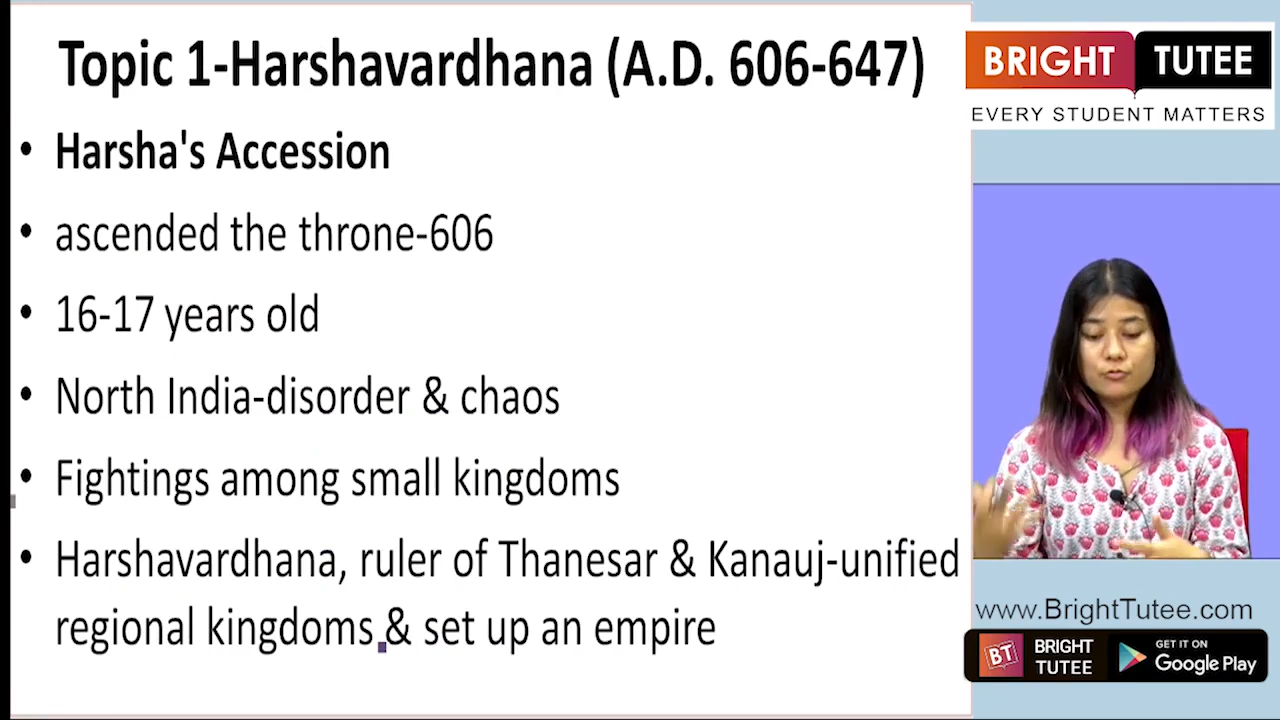 Topic 1-Harshavardhana (A.D. 606-647)
• Harsha's Accession
• ascended the throne-606
• 16-17 years old
• North India-disorder & chaos
• Fightings among small kingdoms
• Harshavardhana, ruler of Thanesar & Kanauj-unified
regional kingdoms & set up an empire
BRIGHT TUTEE
EVERY STUDENT MATTERS
www.BrightTutee.com
BT BRIGHT TUTEE
GET IT ON
Google Play